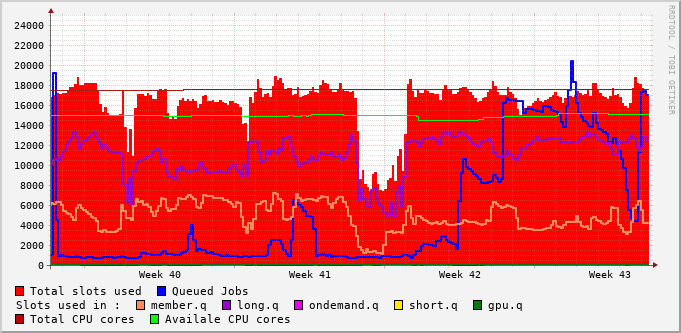 24000
22000
20000
18000
16000
14000
12000
10000
8000
6000
4000
2000
0
Week 40 Week 41 Week 42 Week 43
Total slots used Queued Jobs
Slots used in : member.q long.q ondemand.q short.q gpu.q
Total CPU cores Availale CPU cores
RRDTOOL / TOBI OETIKER